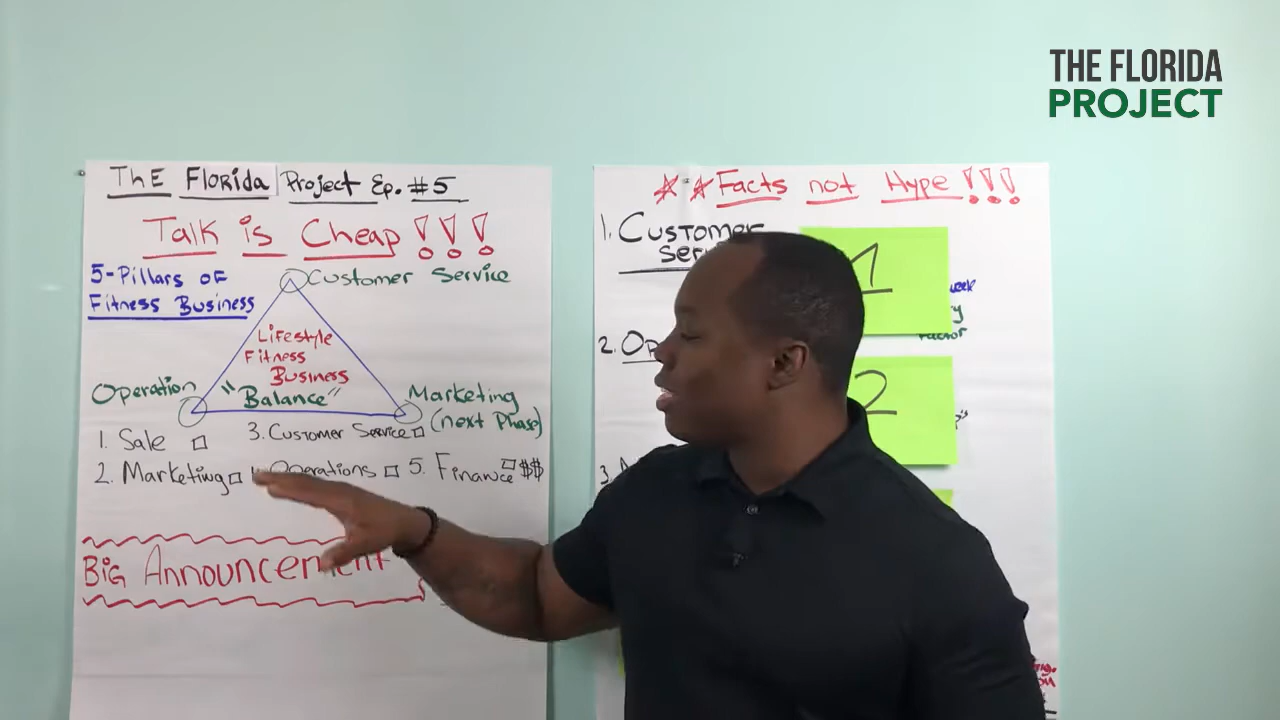 THE FLORIDA
PROJECT
THE Florida Project Ep. #5
Talk is Cheap !!!
5-Pillars of
Fitness Business
Customer Service
Lifestyle
Fitness
Business
"Balance"
Operation
Marketing
(next Phase)
1. Sale
3. Customer Service
2. Marketing
Operations
5. Finance $$
Big Announcement
Facts not Hype!!!
1. Customer
1
2.
2
3.